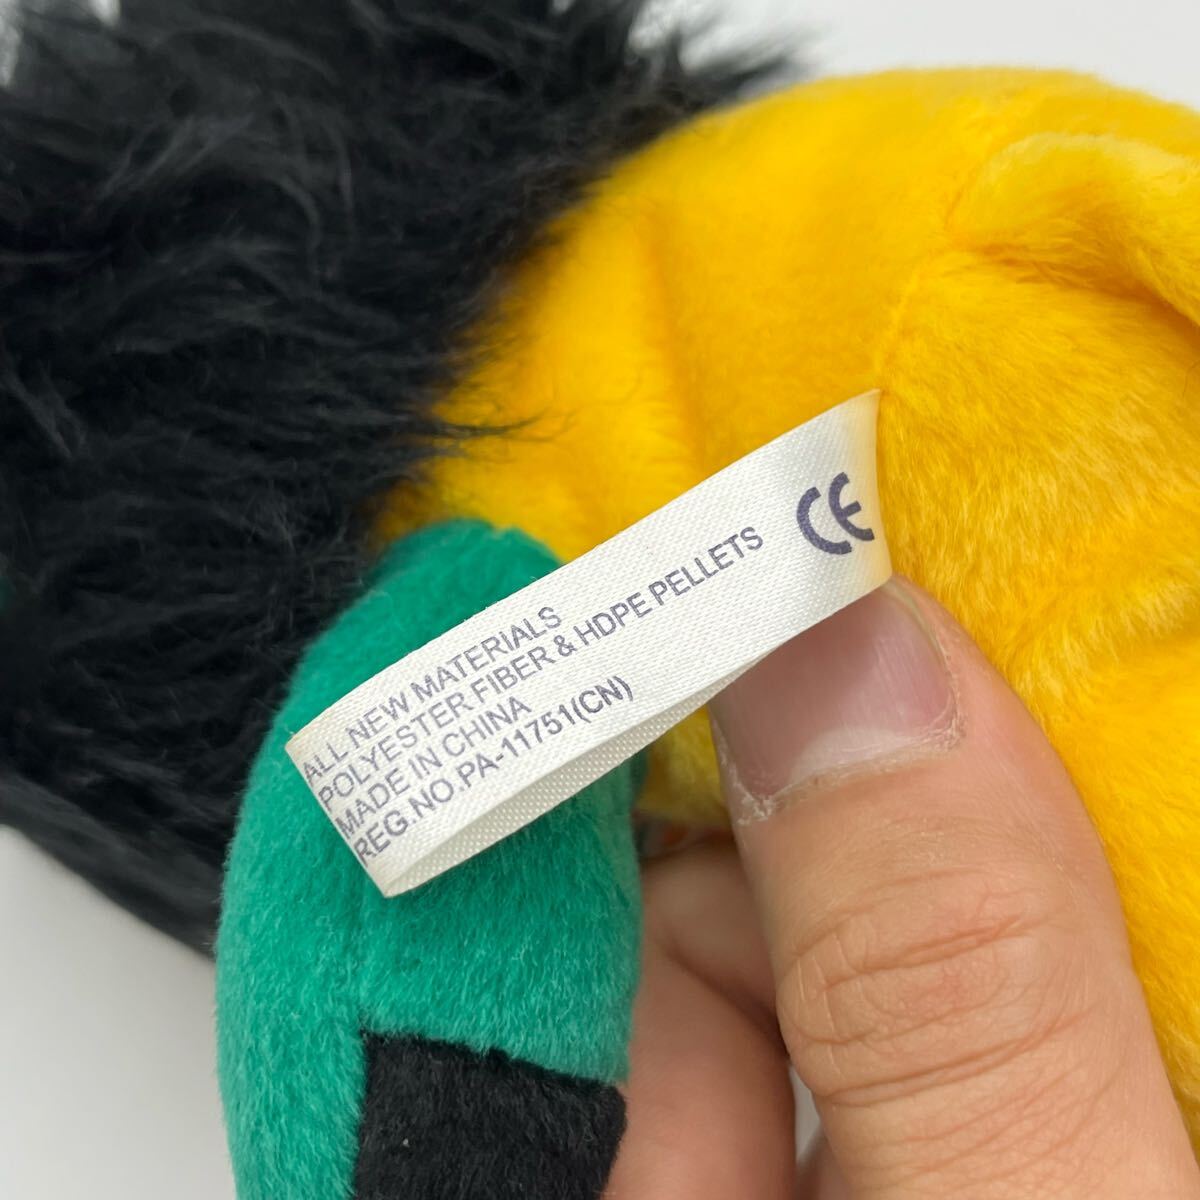 ALL NEW MATERIALS
POLYESTER FIBER & HDPE PELLETS
MADE IN CHINA
REG.NO.PA-11751(CN)
CE